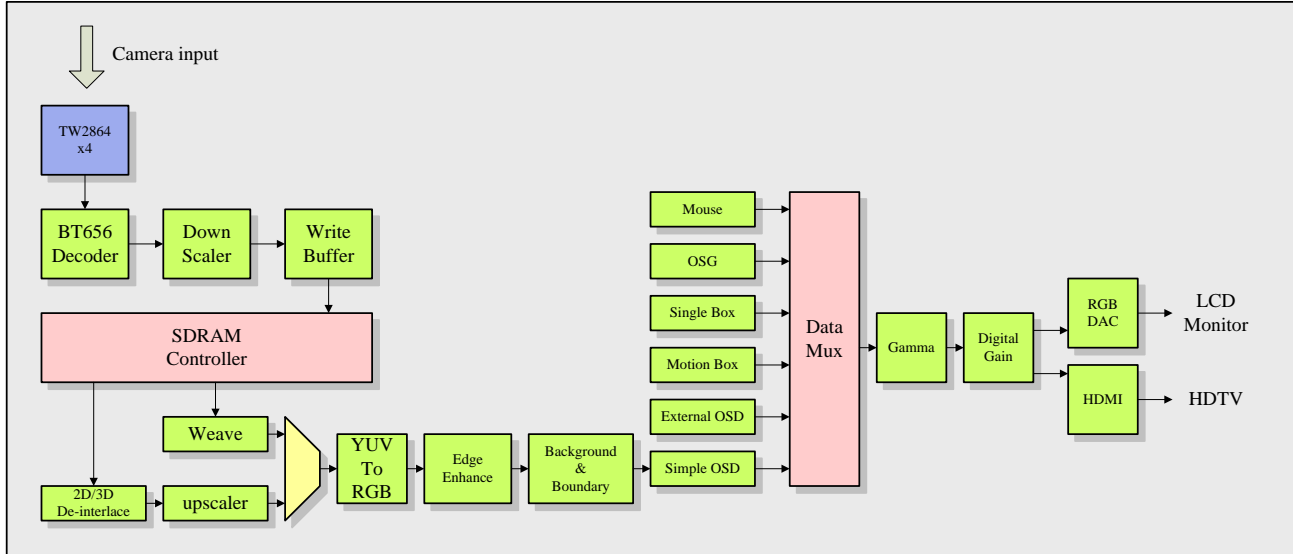 Camera input
TW2864
x4
BT656
Decoder
Down
Scaler
Write
Buffer
SDRAM
Controller
Weave
2D/3D
De-interlace
upscaler
YUV
To
RGB
Edge
Enhance
Background
&
Boundary
Mouse
OSG
Single Box
Motion Box
External OSD
Simple OSD
Data
Mux
Gamma
Digital
Gain
RGB
DAC
HDMI
LCD
Monitor
HDTV